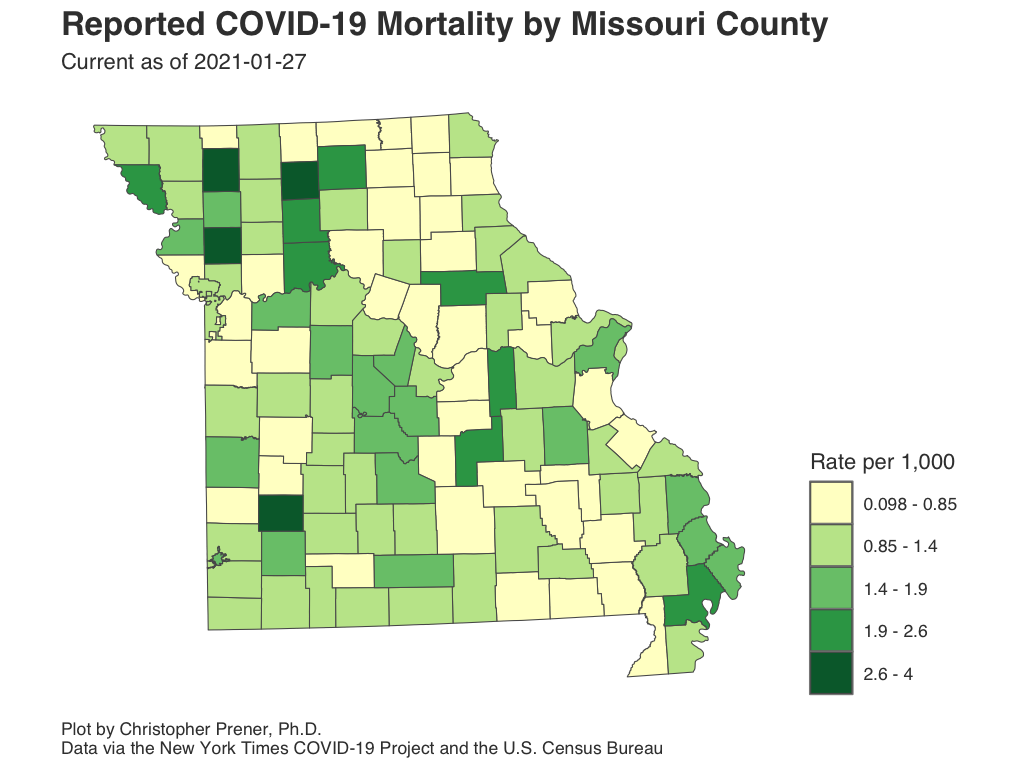 Reported COVID-19 Mortality by Missouri County
Current as of 2021-01-27
Rate per 1,000
0.098 - 0.85
0.85 - 1.4
1.4 - 1.9
1.9 - 2.6
2.6 - 4
Plot by Christopher Prener, Ph.D.
Data via the New York Times COVID-19 Project and the U.S. Census Bureau